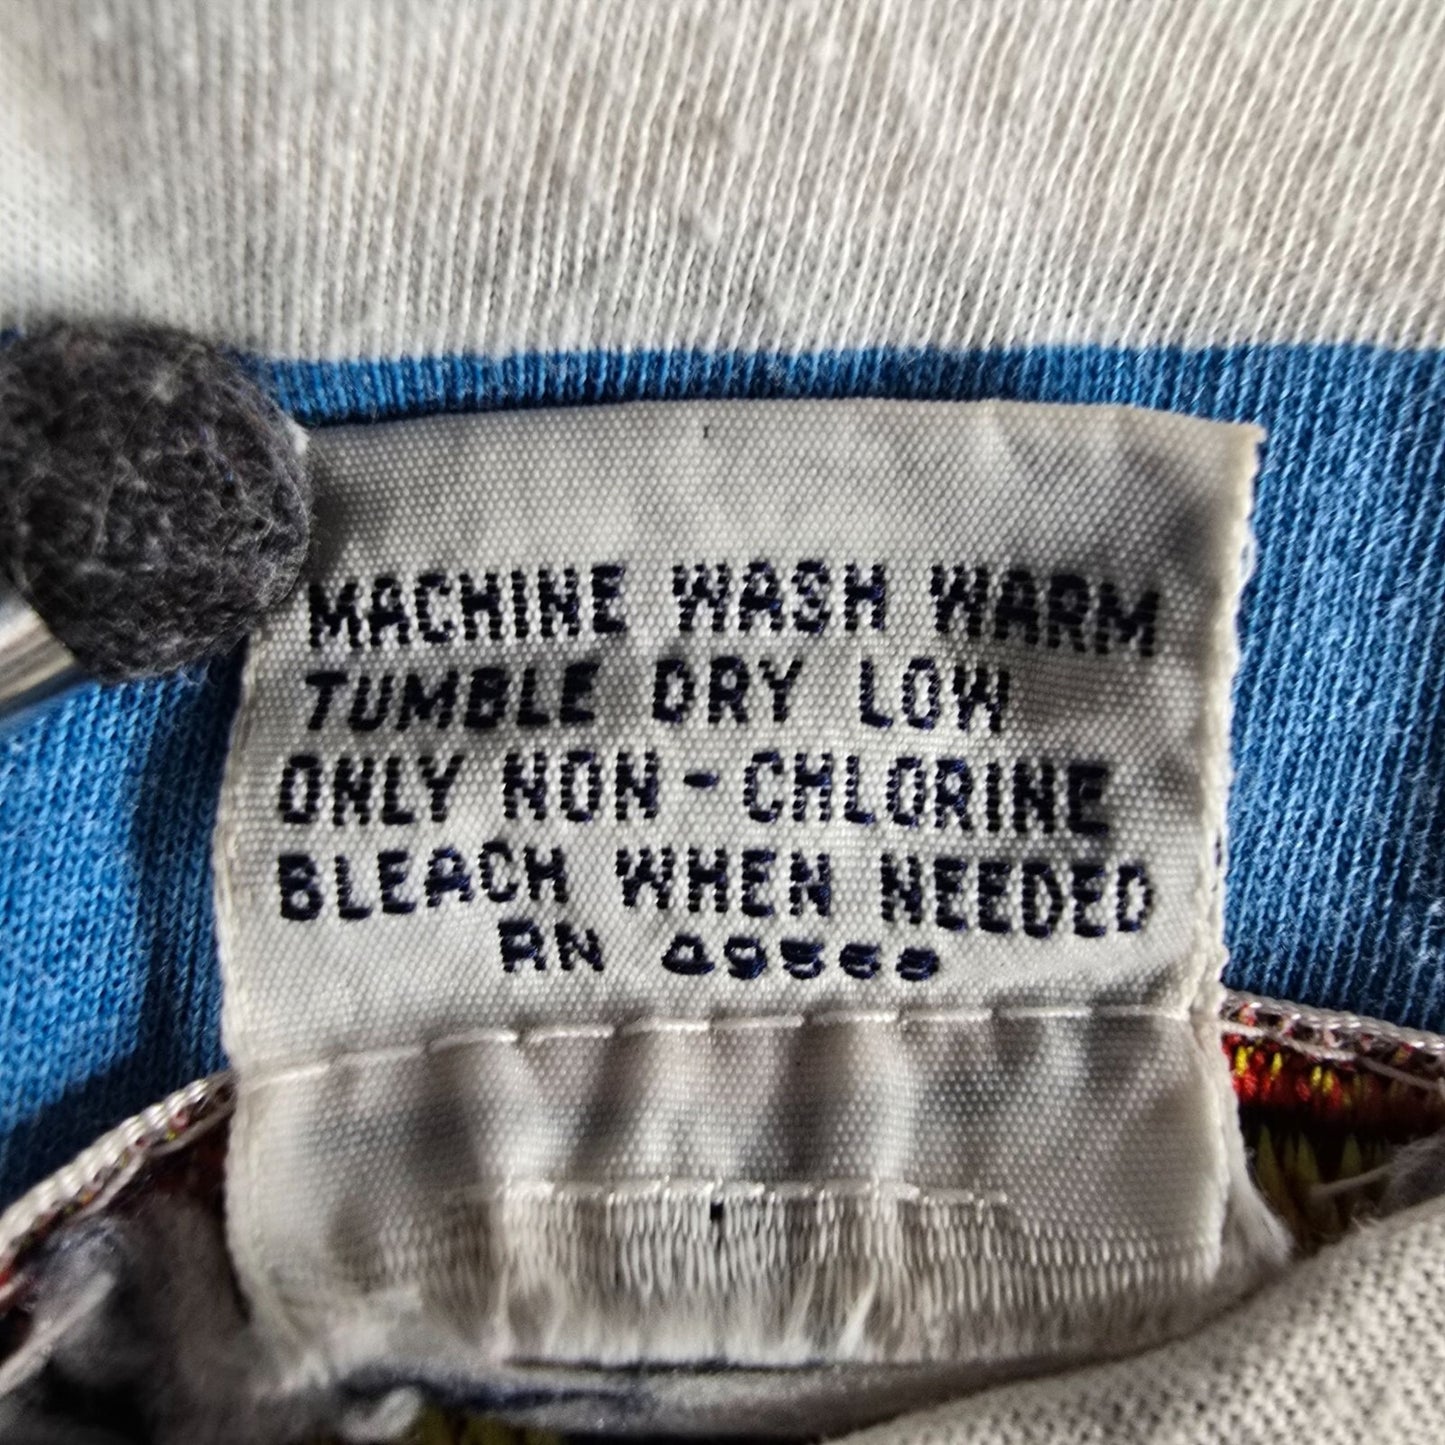 MACHINE WASH WARM
TUMBLE DRY LOW
ONLY NON-CHLORINE
BLEACH WHEN NEEDED
RN